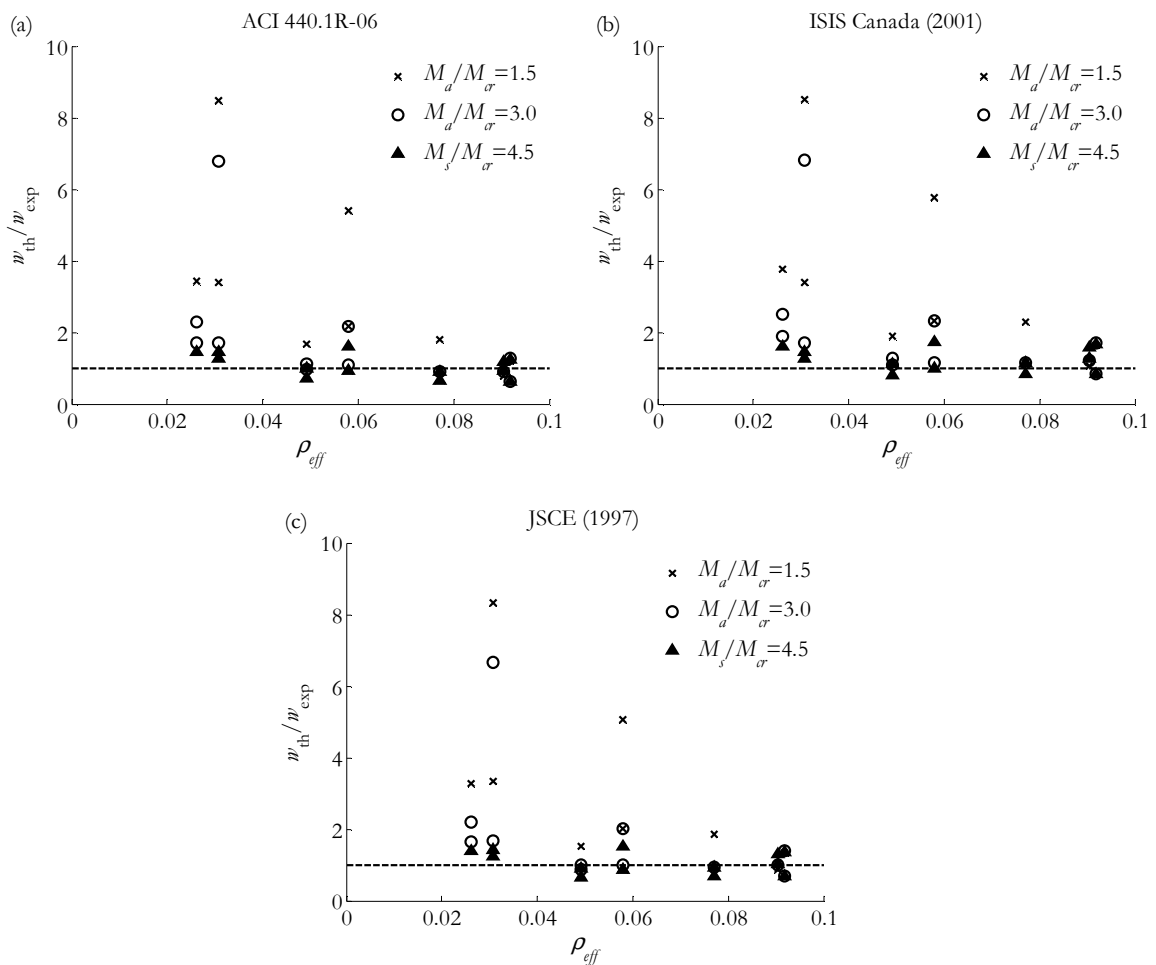 (a)
ACI 440.1R-06
10
8
6
4
2
0
w_th/w_exp
× M_a/M_cr=1.5
○ M_a/M_cr=3.0
▲ M_s/M_cr=4.5
0 0.02 0.04 0.06 0.08 0.1
ρ_eff
(b)
ISIS Canada (2001)
10
8
6
4
2
0
w_th/w_exp
× M_a/M_cr=1.5
○ M_a/M_cr=3.0
▲ M_s/M_cr=4.5
0 0.02 0.04 0.06 0.08 0.1
ρ_eff
(c)
JSCE (1997)
10
8
6
4
2
0
w_th/w_exp
× M_a/M_cr=1.5
○ M_a/M_cr=3.0
▲ M_s/M_cr=4.5
0 0.02 0.04 0.06 0.08 0.1
ρ_eff